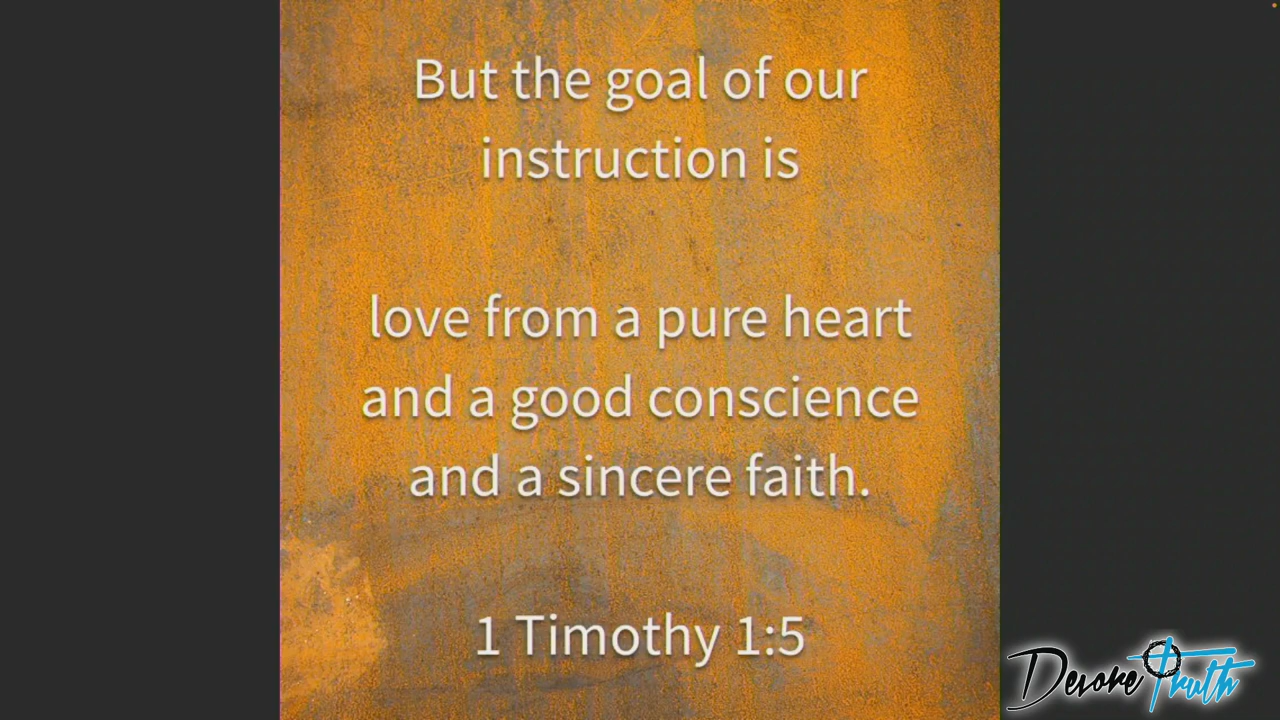 But the goal of our
instruction is
love from a pure heart
and a good conscience
and a sincere faith.
1 Timothy 1:5
Devore Truth